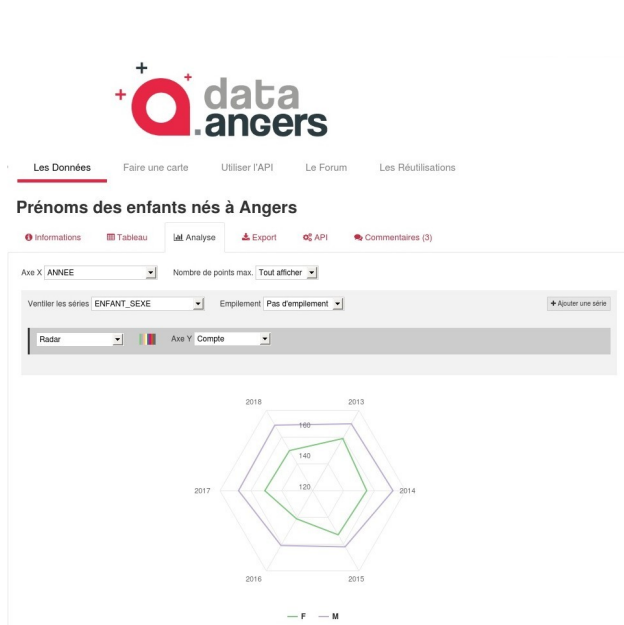 data
.angers
Les Données Faire une carte Utiliser l'API Le Forum Les Réutilisations
Prénoms des enfants nés à Angers
Informations Tableau Analyse Export API Commentaires (3)
Axe X ANNEE Nombre de points max. Tout afficher
Ventiler les séries ENFANT_SEXE Empilement Pas d'empilement + Ajouter une série
Radar Axe Y Compte
2018 2013
160
140
2017 120 2014
2016 2015
F M